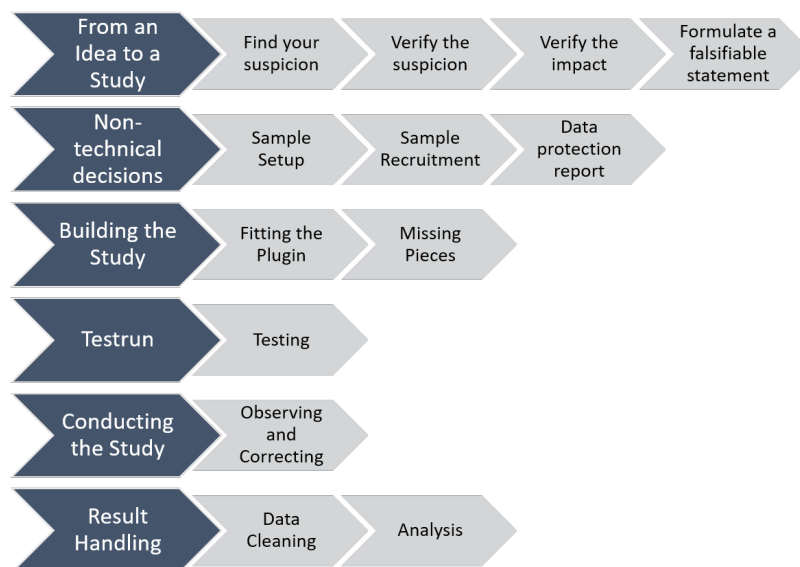 From an
Idea to a
Study
Find your
suspicion
Verify the
suspicion
Verify the
impact
Formulate a
falsifiable
statement
Non-
technical
decisions
Sample
Setup
Sample
Recruitment
Data
protection
report
Building the
Study
Fitting the
Plugin
Missing
Pieces
Testrun
Testing
Conducting
the Study
Observing
and
Correcting
Result
Handling
Data
Cleaning
Analysis